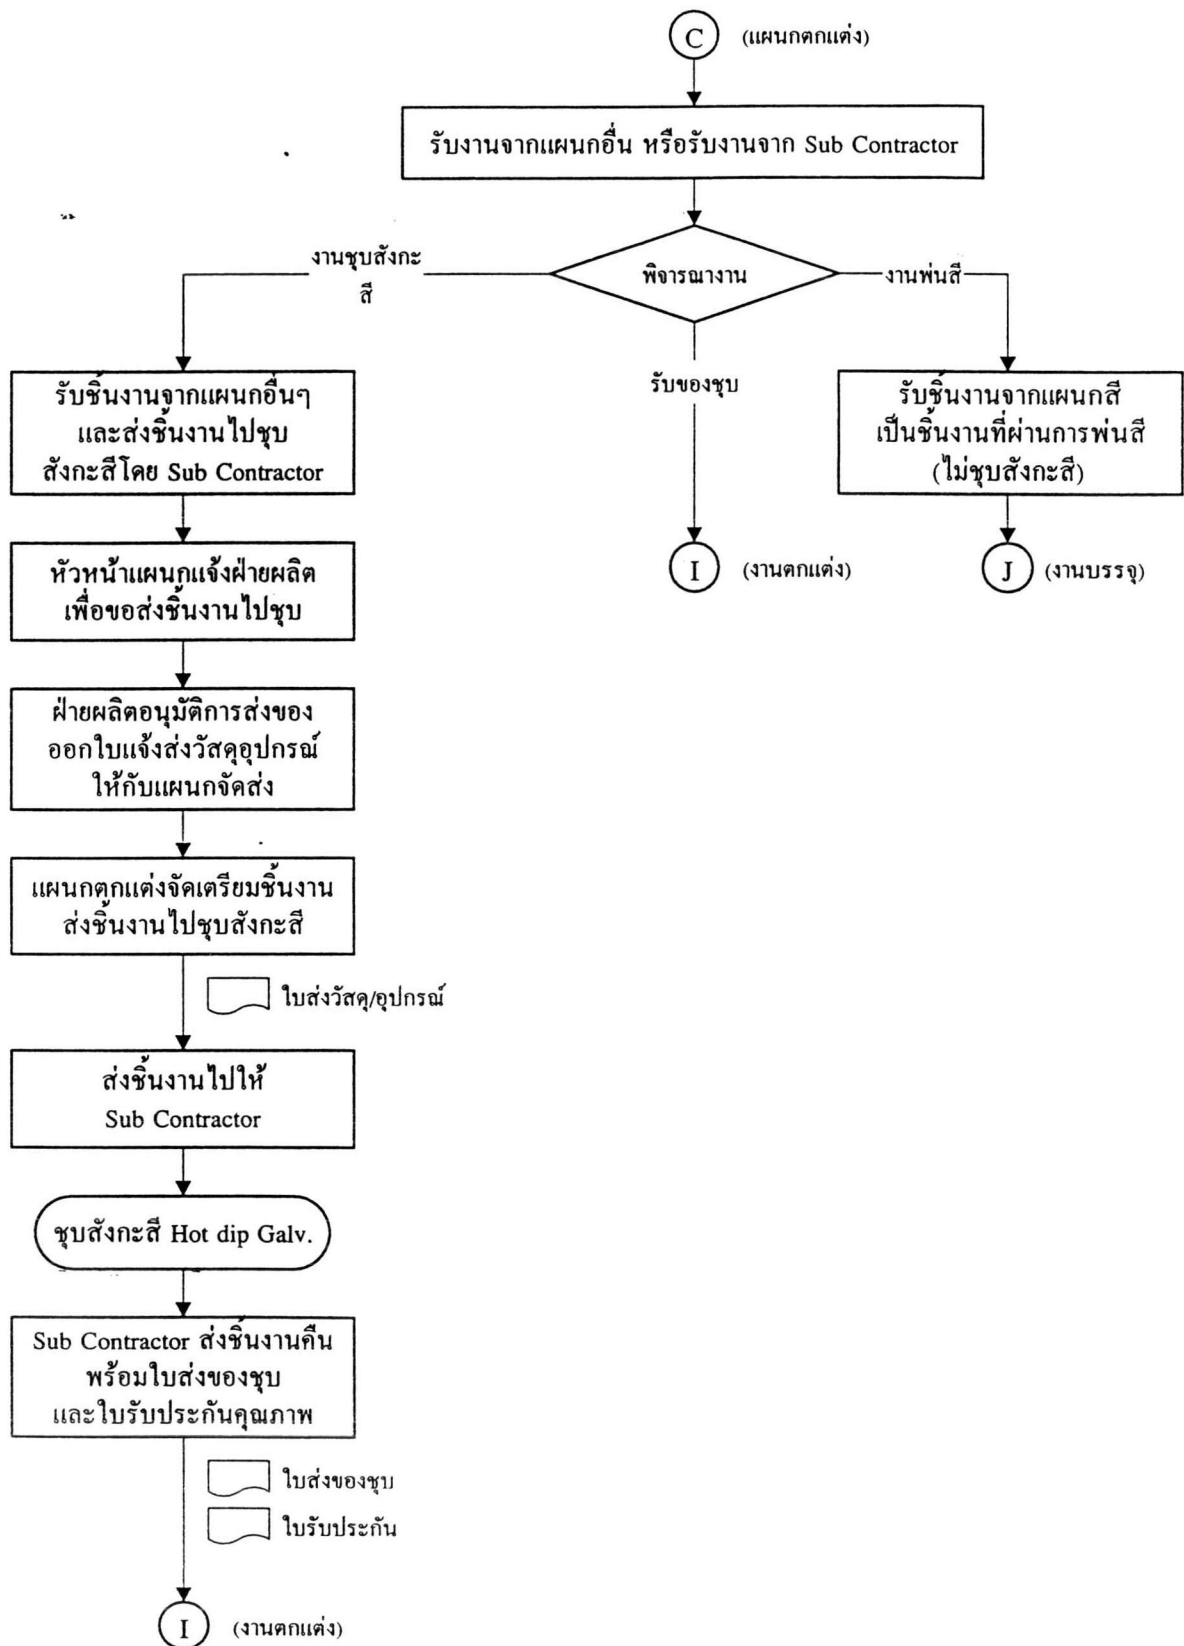 C (แผนกตกแต่ง)
รับงานจากแผนกอื่น หรือรับงานจาก Sub Contractor
งานชุบสังกะ
สี
พิจารณางาน
งานพ่นสี
รับของชุบ
รับชิ้นงานจากแผนกอื่นๆ
และส่งชิ้นงานไปชุบ
สังกะสีโดย Sub Contractor
รับชิ้นงานจากแผนกสี
เป็นชิ้นงานที่ผ่านการพ่นสี
(ไม่ชุบสังกะสี)
หัวหน้าแผนกแจ้งฝ่ายผลิต
เพื่อขอส่งชิ้นงานไปชุบ
I (งานตกแต่ง)
J (งานบรรจุ)
ฝ่ายผลิตอนุมัติการส่งของ
ออกใบแจ้งส่งวัสดุอุปกรณ์
ให้กับแผนกจัดส่ง
แผนกตกแต่งจัดเตรียมชิ้นงาน
ส่งชิ้นงานไปชุบสังกะสี
ใบส่งวัสดุ/อุปกรณ์
ส่งชิ้นงานไปให้
Sub Contractor
ชุบสังกะสี Hot dip Galv.
Sub Contractor ส่งชิ้นงานคืน
พร้อมใบส่งของชุบ
และใบรับประกันคุณภาพ
ใบส่งของชุบ
ใบรับประกัน
I (งานตกแต่ง)